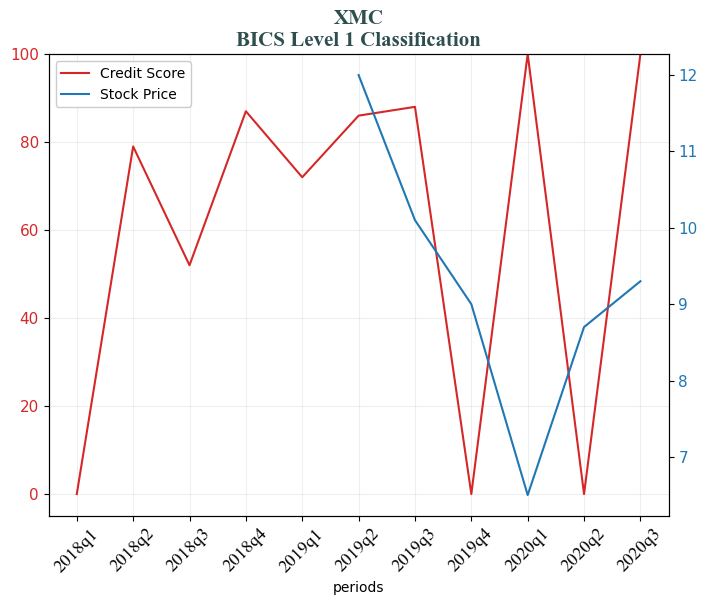 XMC
BICS Level 1 Classification
Credit Score
Stock Price
100
80
60
40
20
0
12
11
10
9
8
7
2018q1
2018q2
2018q3
2018q4
2019q1
2019q2
2019q3
2019q4
2020q1
2020q2
2020q3
periods